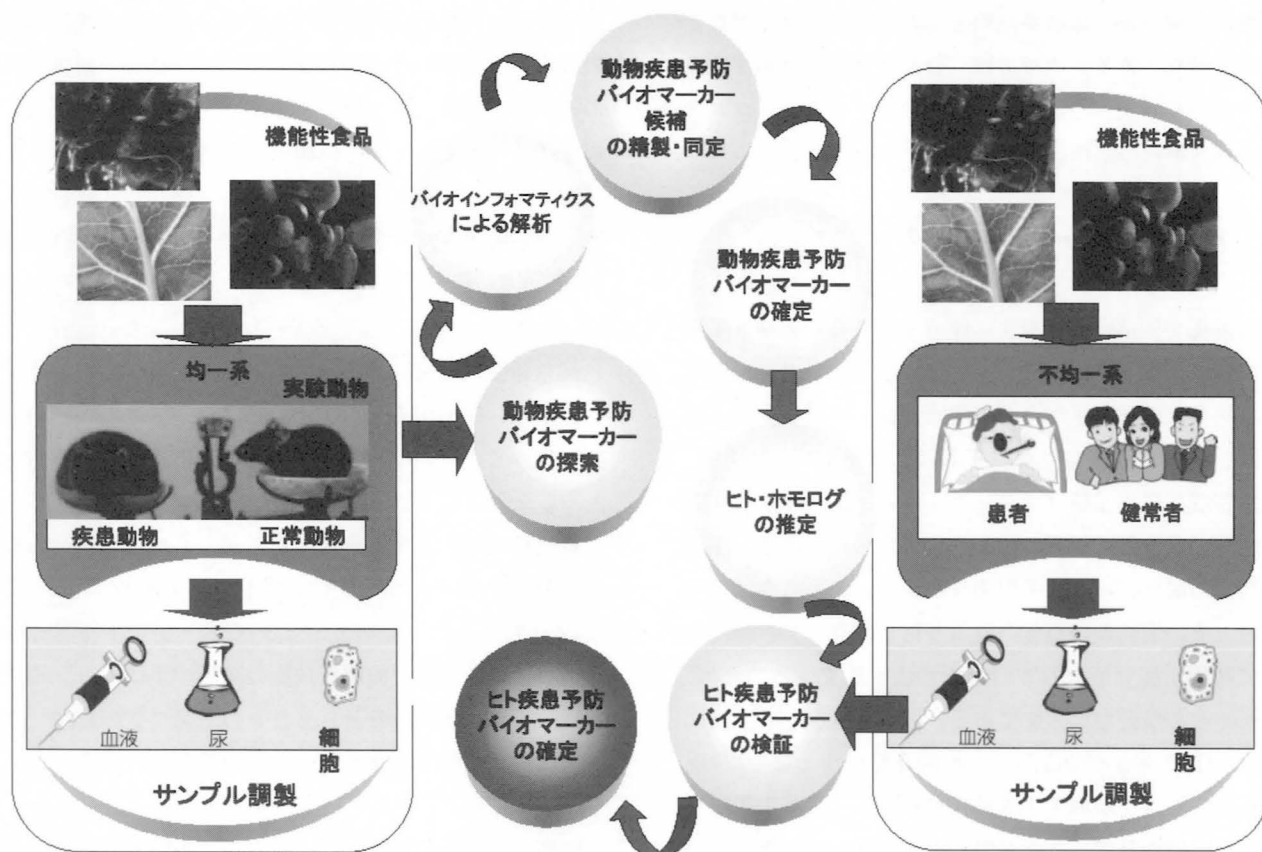 機能性食品
均一系
実験動物
疾患動物
正常動物
血液
尿
細
胞
サンプル調製
動物疾患予防
バイオマーカー
の探索
バイオインフォマティクス
による解析
動物疾患予防
バイオマーカー
候補
の精製・同定
動物疾患予防
バイオマーカー
の確定
ヒト・ホモログ
の推定
ヒト疾患予防
バイオマーカー
の検証
ヒト疾患予防
バイオマーカー
の確定
機能性食品
不均一系
患者
健常者
血液
尿
細
胞
サンプル調製